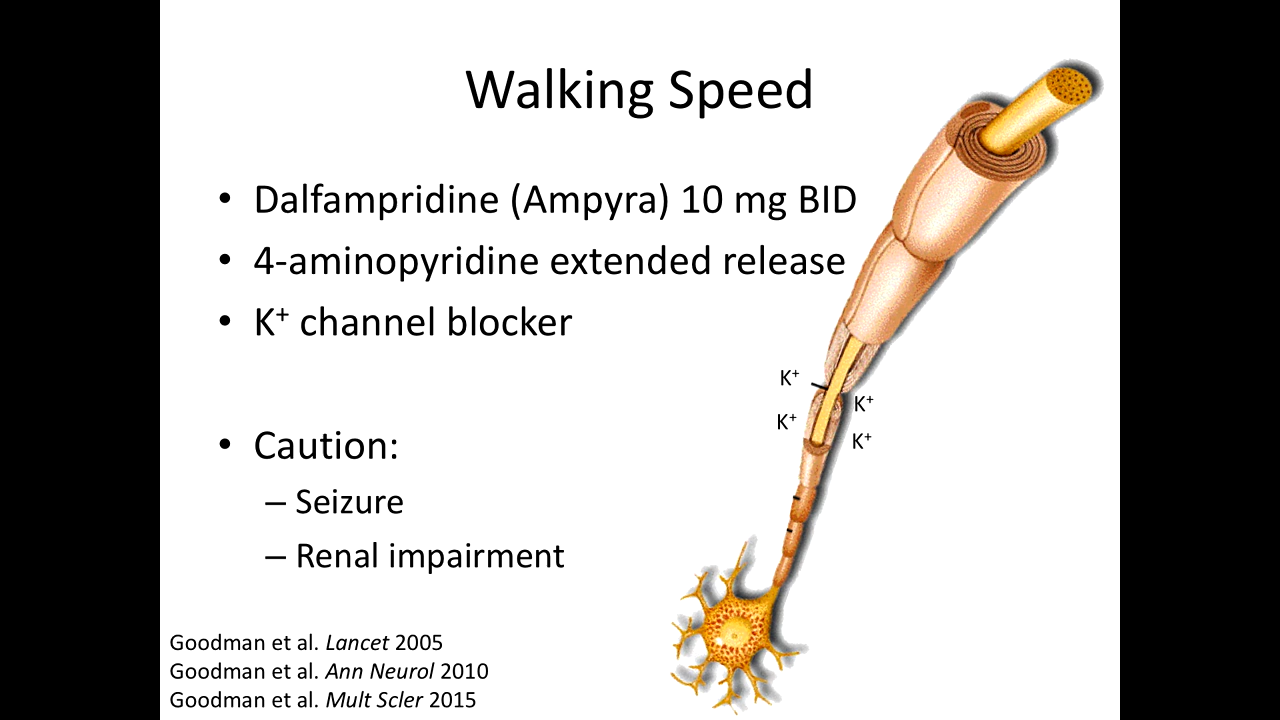 Walking Speed
• Dalfampridine (Ampyra) 10 mg BID
• 4-aminopyridine extended release
• K⁺ channel blocker
K⁺
K⁺
K⁺
K⁺
• Caution:
– Seizure
– Renal impairment
Goodman et al. Lancet 2005
Goodman et al. Ann Neurol 2010
Goodman et al. Mult Scler 2015